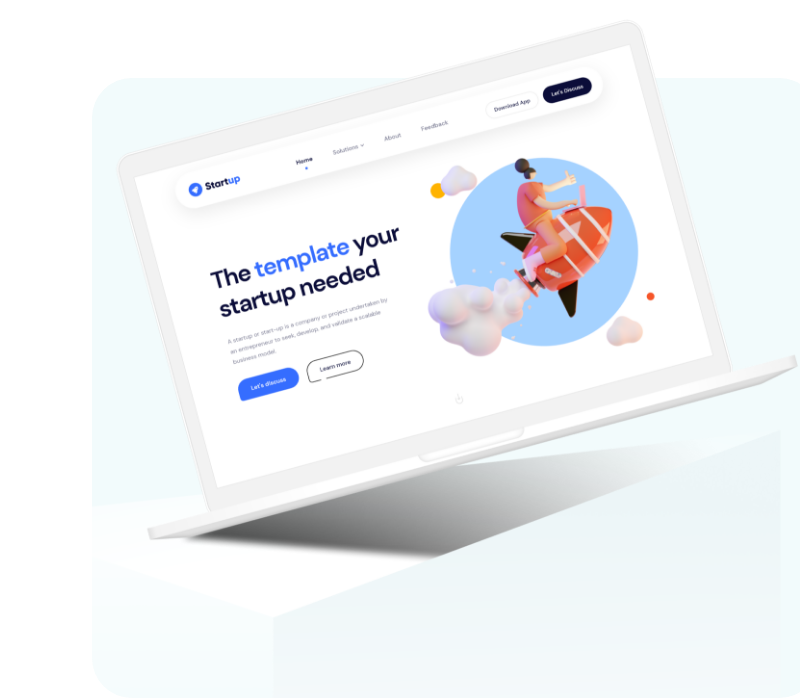 Startup
Home
Solutions
About
Feedback
Download App
Let's Discuss
The template your
startup needed
A startup or start-up is a company or project undertaken by
an entrepreneur to seek, develop, and validate a scalable
business model.
Let's discuss
Learn more